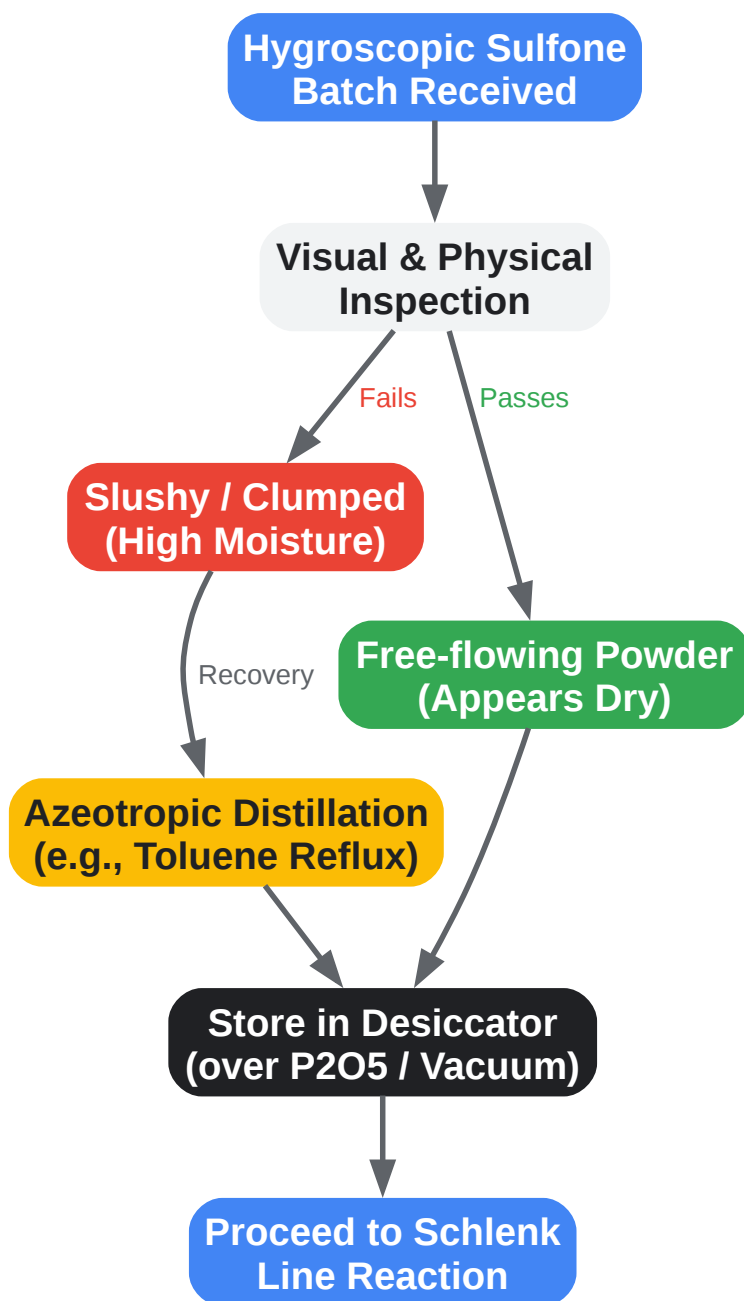 Hygroscopic Sulfone
Batch Received
Visual & Physical
Inspection
Fails
Passes
Slushy / Clumped
(High Moisture)
Free-flowing Powder
(Appears Dry)
Recovery
Azeotropic Distillation
(e.g., Toluene Reflux)
Store in Desiccator
(over P2O5 / Vacuum)
Proceed to Schlenk
Line Reaction